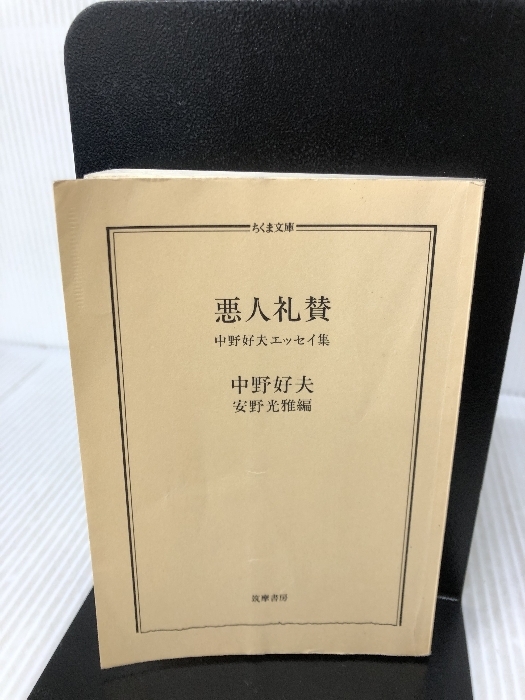 ちくま文庫
悪人礼賛
中野好夫エッセイ集
中野好夫
安野光雅編
筑摩書房